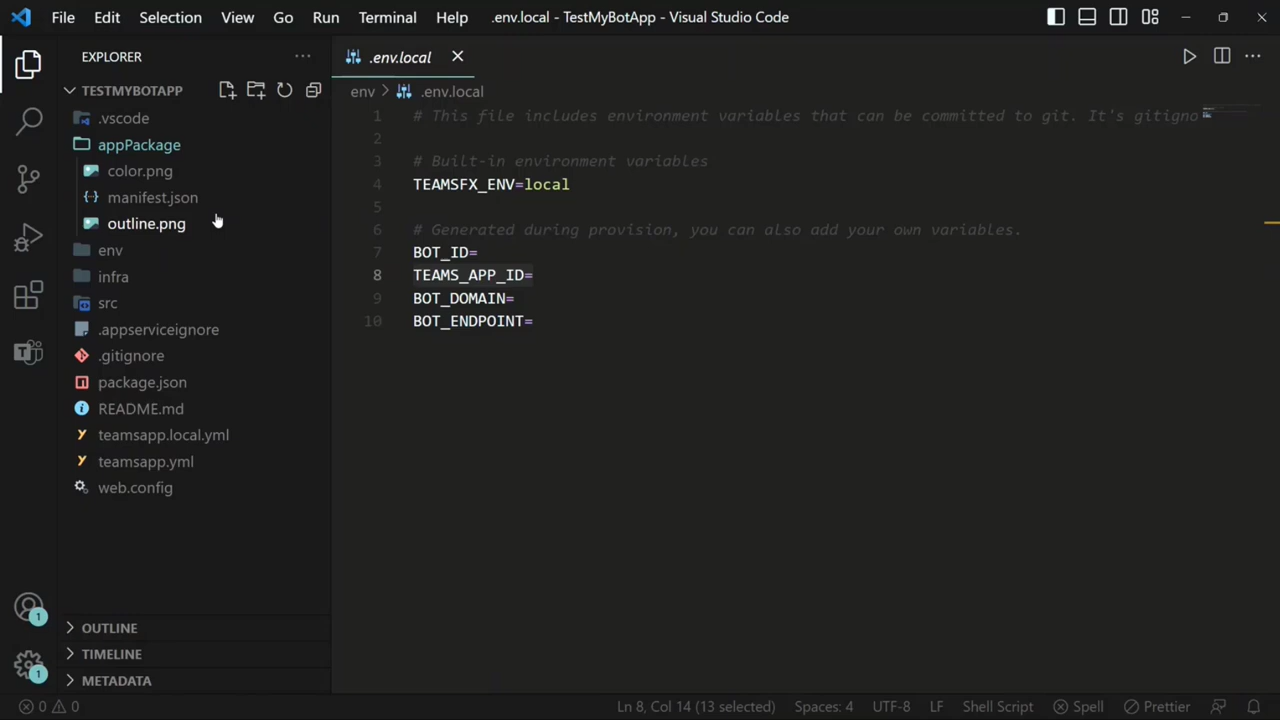 File Edit Selection View Go Run Terminal Help .env.local - TestMyBotApp - Visual Studio Code
EXPLORER
TESTMYBOTAPP
.vscode
appPackage
color.png
manifest.json
outline.png
env
infra
src
.appserviceignore
.gitignore
package.json
README.md
teamsapp.local.yml
teamsapp.yml
web.config
OUTLINE
TIMELINE
METADATA
.env.local
env > .env.local
1 # This file includes environment variables that can be committed to git. It's gitigno
2
3 # Built-in environment variables
4 TEAMSFX_ENV=local
5
6 # Generated during provision, you can also add your own variables.
7 BOT_ID=
8 TEAMS_APP_ID=
9 BOT_DOMAIN=
10 BOT_ENDPOINT=
1
1
0 0 Ln 8, Col 14 (13 selected) Spaces: 4 UTF-8 LF Shell Script Spell Prettier